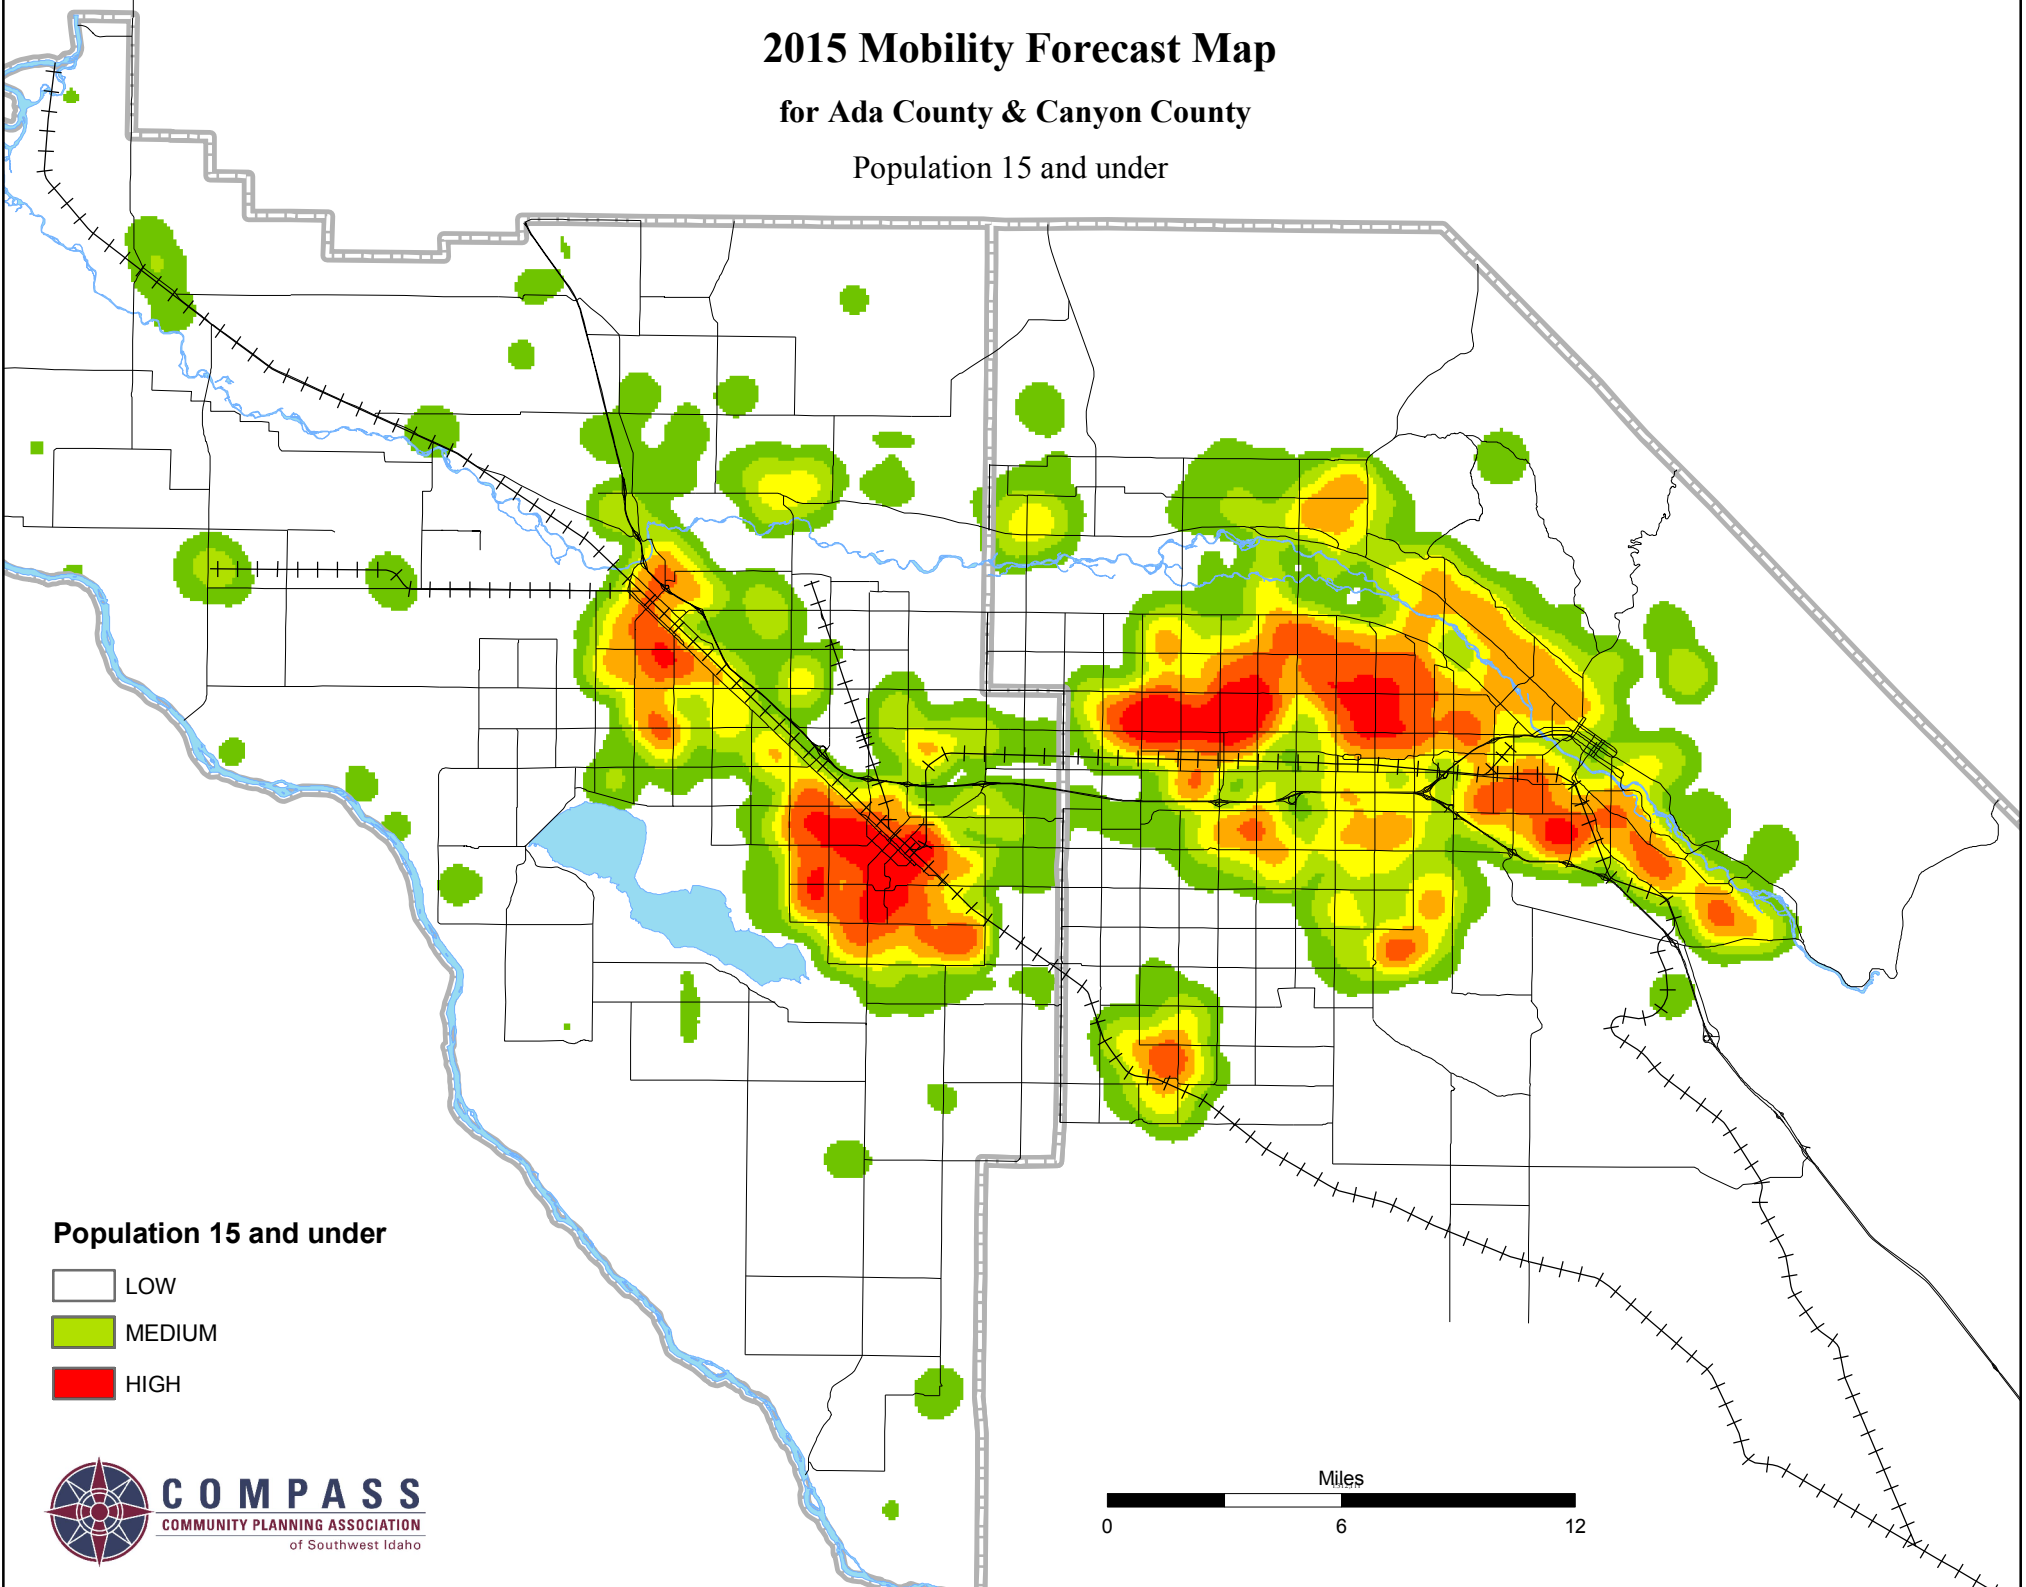 2015 Mobility Forecast Map
for Ada County & Canyon County
Population 15 and under
Population 15 and under
LOW
MEDIUM
HIGH
COMPASS
COMMUNITY PLANNING ASSOCIATION
of Southwest Idaho
Miles
0 6 12